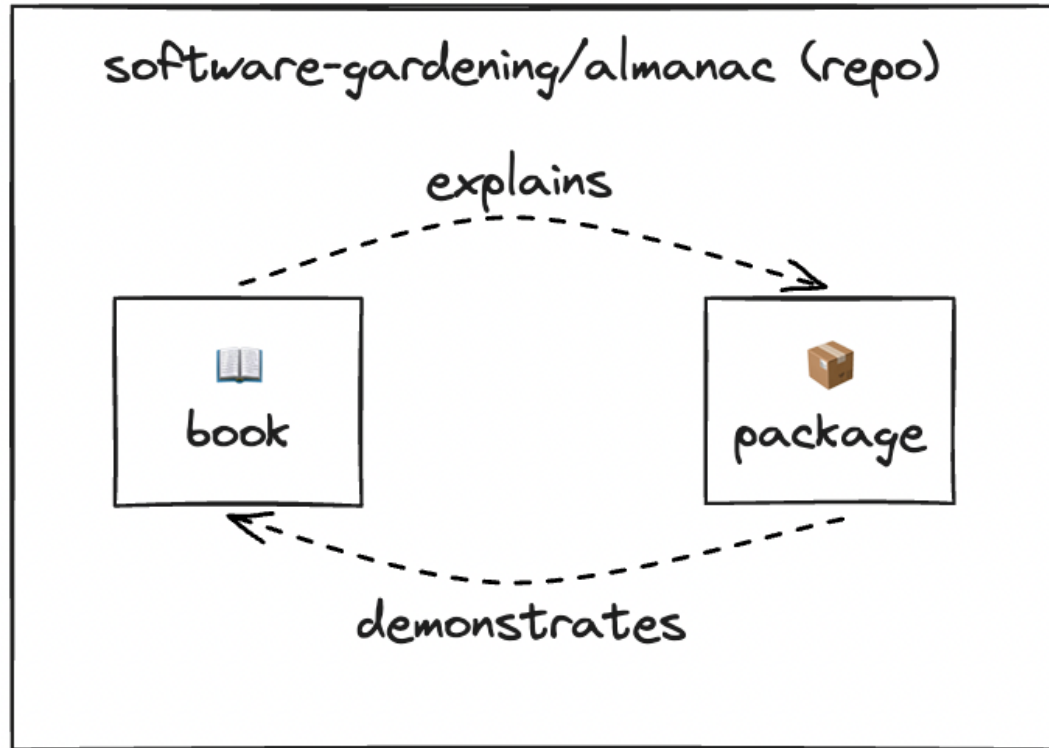 software-gardening/almanac (repo)
explains
book
package
demonstrates